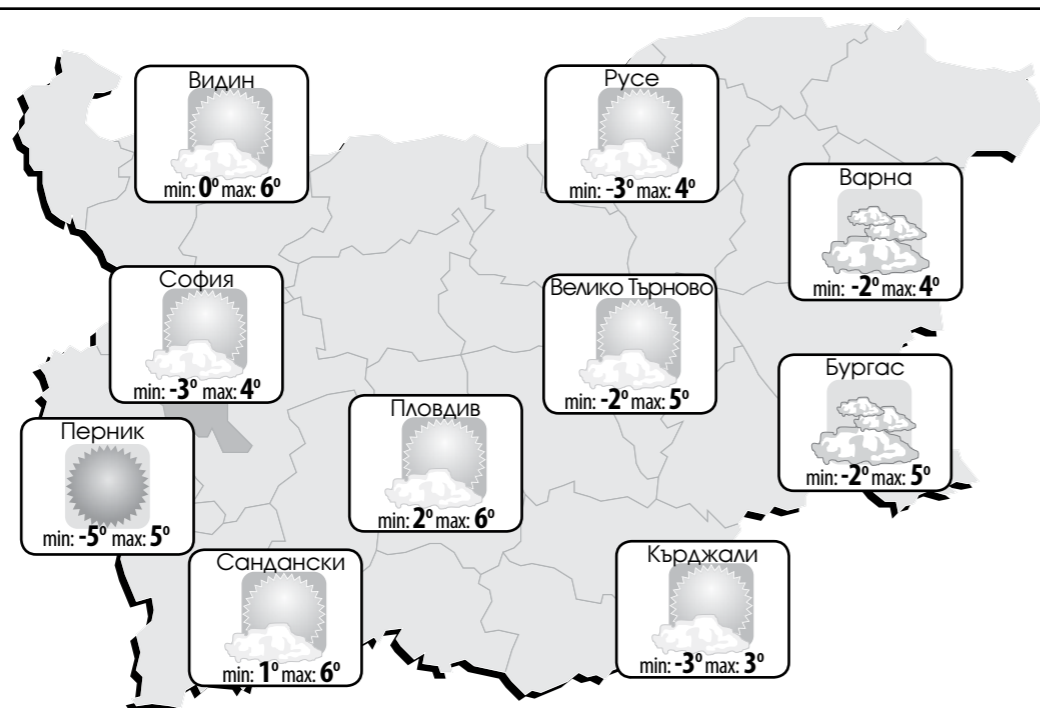 Видин
min: 0° max: 6°
Русе
min: -3° max: 4°
Варна
min: -2° max: 4°
София
min: -3° max: 4°
Велико Търново
min: -2° max: 5°
Бургас
min: -2° max: 5°
Пловдив
min: 2° max: 6°
Перник
min: -5° max: 5°
Сандански
min: 1° max: 6°
Кърджали
min: -3° max: 3°